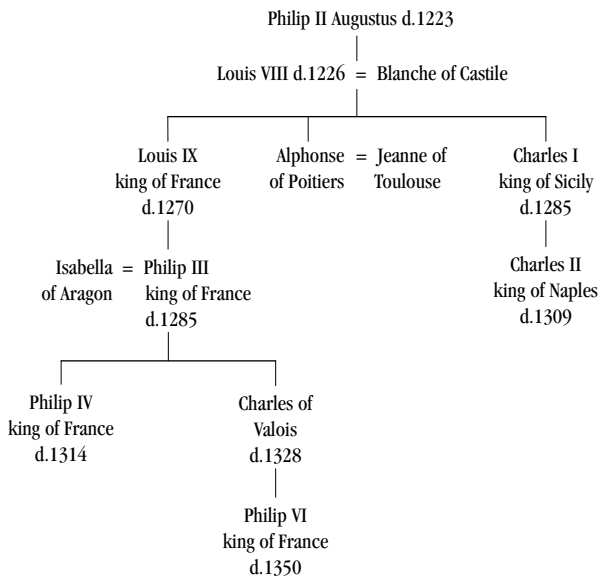 Philip II Augustus d.1223
Louis VIII d.1226 = Blanche of Castile
Louis IX
king of France
d.1270
Alphonse = Jeanne of
of Poitiers Toulouse
Charles I
king of Sicily
d.1285
Isabella = Philip III
of Aragon king of France
d.1285
Charles II
king of Naples
d.1309
Philip IV
king of France
d.1314
Charles of
Valois
d.1328
Philip VI
king of France
d.1350